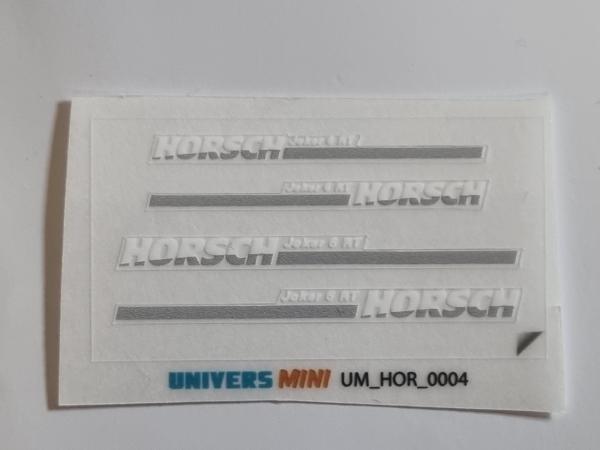 HORSCH Joker 6 RT
Joker 6 RT HORSCH
HORSCH Joker 6 RT
Joker 6 RT HORSCH
UNIVERS MINI UM_HOR_0004